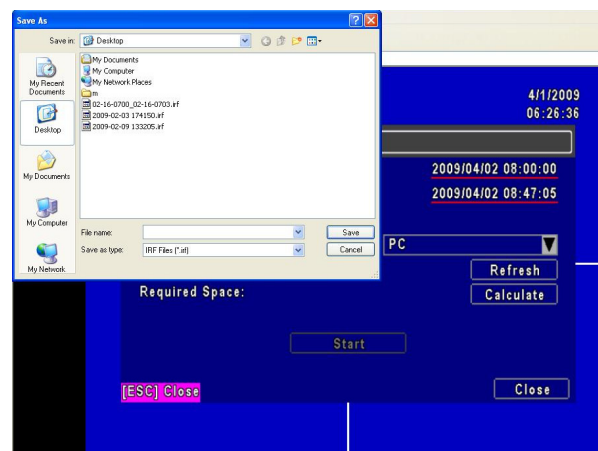 Save As
Save in:
Desktop
My Recent Documents
Desktop
My Documents
My Computer
My Network
My Documents
My Computer
My Network Places
m
02-16-0700_02-16-0703.irf
2009-02-03 174150.irf
2009-02-09 133205.irf
File name:
Save
Save as type:
IRF Files (*.irf)
Cancel
4/1/2009
06:26:36
2009/04/02 08:00:00
2009/04/02 08:47:05
PC
Refresh
Required Space:
Calculate
Start
[ESC] Close
Close